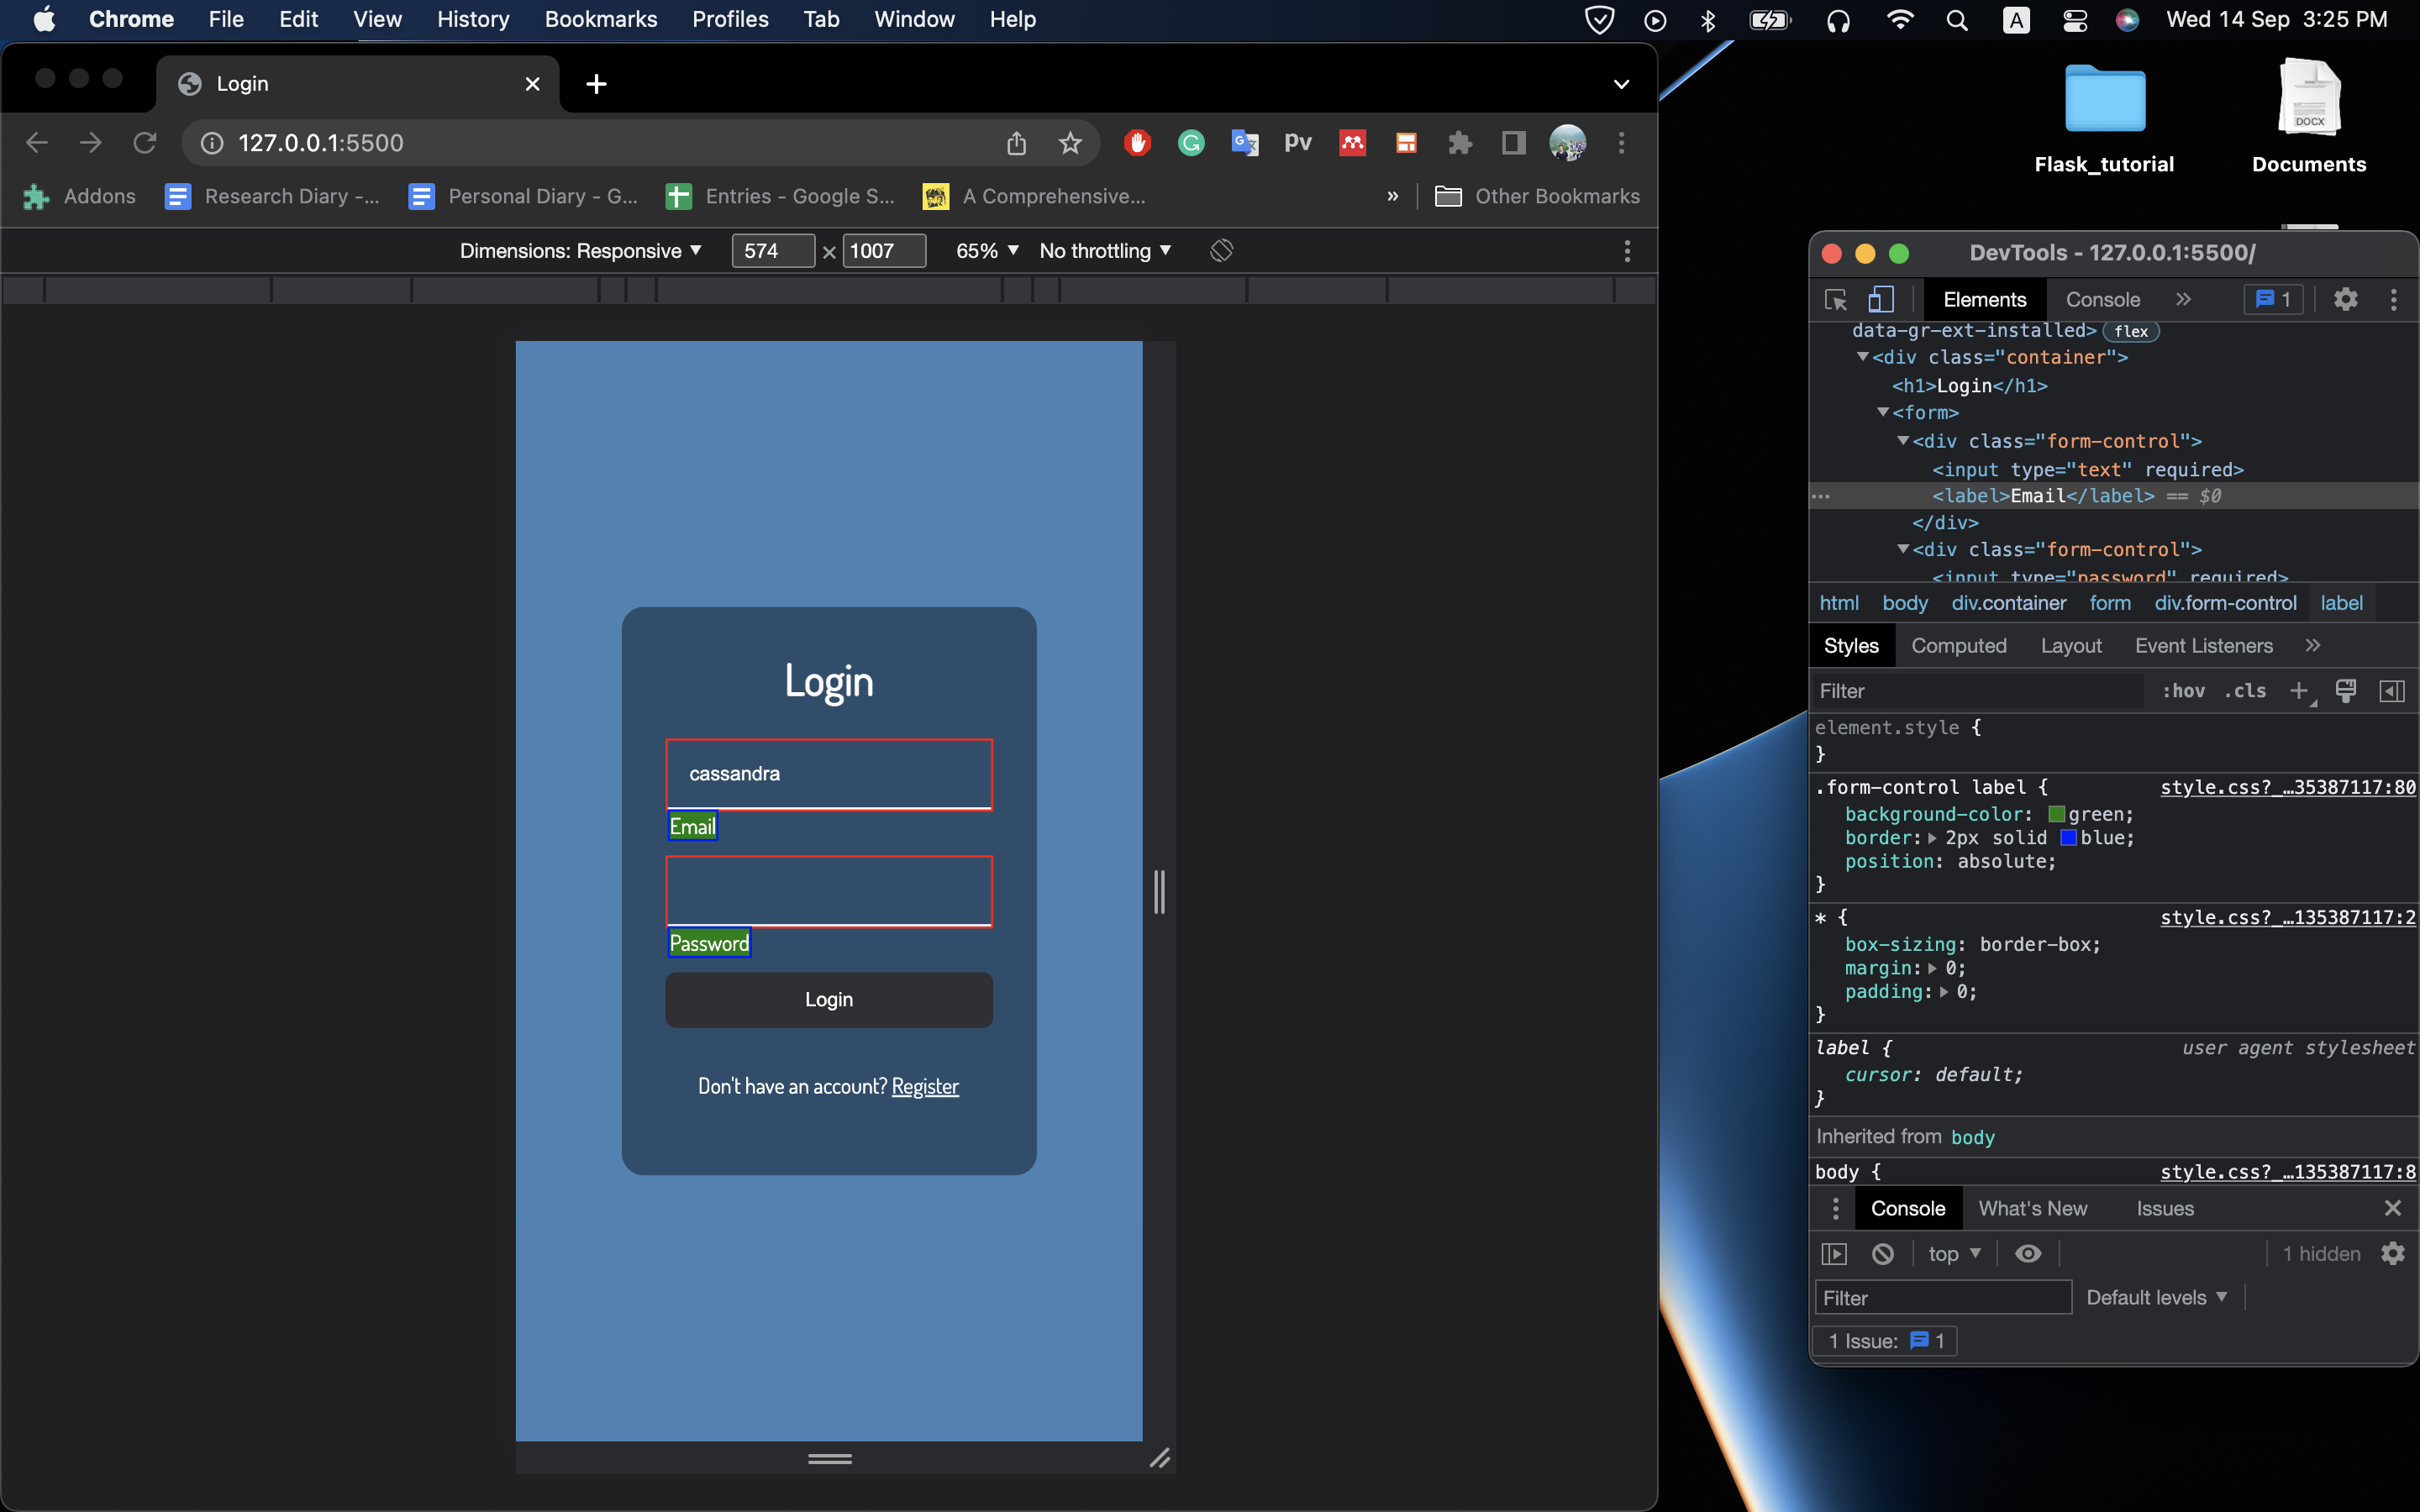 Chrome File Edit View History Bookmarks Profiles Tab Window Help
A Wed 14 Sep 3:25 PM
Login
127.0.0.1:5500
pv
Addons Research Diary -... Personal Diary - G... Entries - Google S... A Comprehensive... » Other Bookmarks
Dimensions: Responsive 574 × 1007 65% No throttling
Login
cassandra
Email
Password
Login
Don't have an account? Register
Flask_tutorial
DOCX
Documents
DevTools - 127.0.0.1:5500/
Elements Console » 1
data-gr-ext-installed> flex
<div class="container">
<h1>Login</h1>
<form>
<div class="form-control">
<input type="text" required>
<label>Email</label> == $0
</div>
<div class="form-control">
<input type="password" required>
html body div.container form div.form-control label
Styles Computed Layout Event Listeners »
Filter :hov .cls +
element.style {
}
.form-control label { style.css?_…35387117:80
background-color: green;
border: 2px solid blue;
position: absolute;
}
* { style.css?_…135387117:2
box-sizing: border-box;
margin: 0;
padding: 0;
}
label { user agent stylesheet
cursor: default;
}
Inherited from body
body { style.css?_…135387117:8
Console What's New Issues
top 1 hidden
Filter Default levels
1 Issue: 1